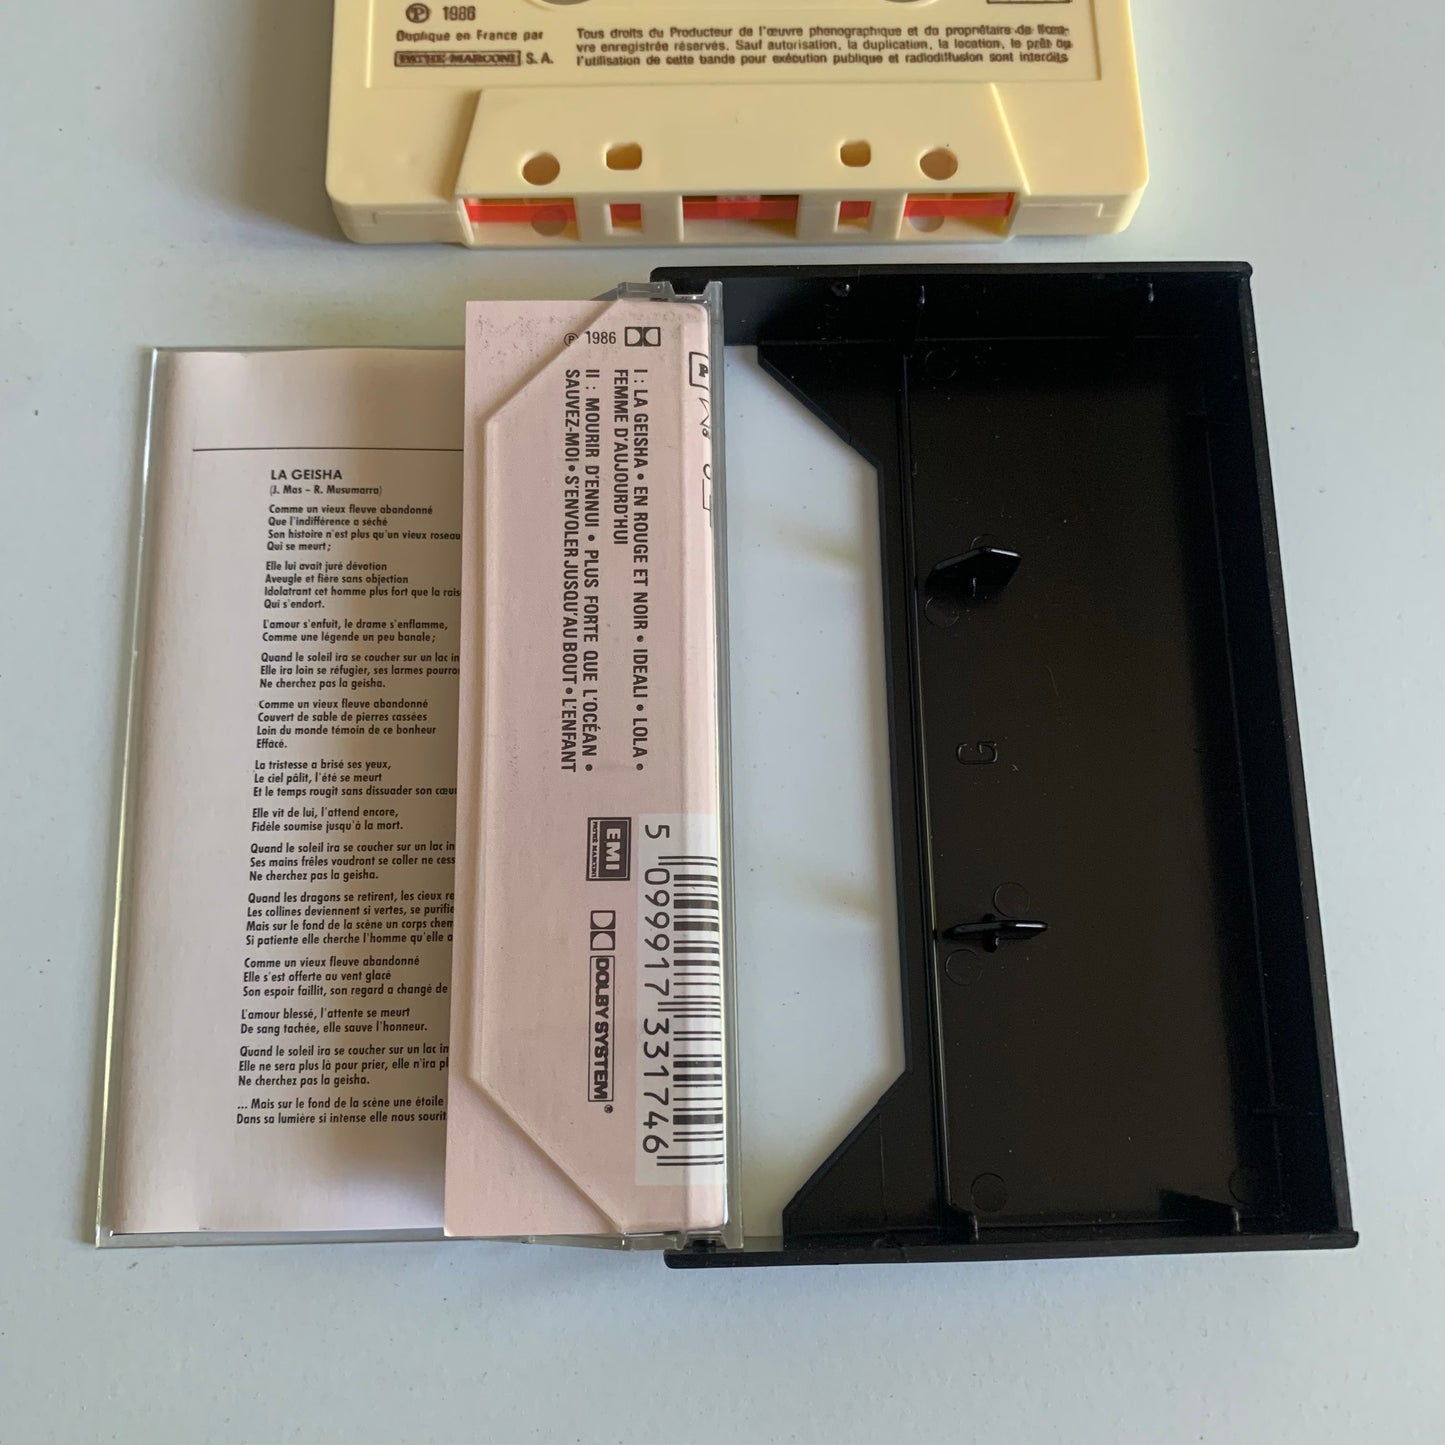 Ⓟ 1986
Duplique en France par
PATHE MARCONI S. A.
Tous droits du Producteur de l'œuvre phonographique et du propriétaire de l'œu-
vre enregistrée réservés. Sauf autorisation, la duplication, la location, le prêt ou
l'utilisation de cette bande pour exécution publique et radiodiffusion sont interdits
LA GEISHA
(J. Mas – R. Musumarra)
Comme un vieux fleuve abandonné
Que l'indifférence a séché
Son histoire n'est plus qu'un vieux roseau
Qui se meurt;
Elle lui avait juré dévotion
Aveugle et fière sans objection
Idolatrant cet homme plus fort que la rais
Qui s'endort.
L'amour s'enfuit, le drame s'enflamme,
Comme une légende un peu banale;
Quand le soleil ira se coucher sur un lac in
Elle ira loin se réfugier, ses larmes pourro
Ne cherchez pas la geisha.
Comme un vieux fleuve abandonné
Couvert de sable de pierres cassées
Loin du monde témoin de ce bonheur
Effacé.
La tristesse a brisé ses yeux,
Le ciel pâlit, l'été se meurt
Et le temps rougit sans dissuader son cœur
Elle vit de lui, l'attend encore,
Fidèle soumise jusqu'à la mort.
Quand le soleil ira se coucher sur un lac in
Ses mains frêles voudront se coller ne cess
Ne cherchez pas la geisha.
Quand les dragons se retirent, les cieux re
Les collines deviennent si vertes, se purifie
Mais sur le fond de la scène un corps chem
Si patiente elle cherche l'homme qu'elle a
Comme un vieux fleuve abandonné
Elle s'est offerte au vent glacé
Son espoir faillit, son regard a changé de
L'amour blessé, l'attente se meurt
De sang tachée, elle sauve l'honneur.
Quand le soleil ira se coucher sur un lac in
Elle ne sera plus là pour prier, elle n'ira pl
Ne cherchez pas la geisha.
... Mais sur le fond de la scène une étoile
Dans sa lumière si intense elle nous sourit
Ⓟ 1986
I : LA GEISHA • EN ROUGE ET NOIR • IDEALI • LOLA •
FEMME D'AUJOURD'HUI
II : MOURIR D'ENNUI • PLUS FORTE QUE L'OCÉAN •
SAUVEZ-MOI • S'ENVOLER JUSQU'AU BOUT • L'ENFANT
EMI
PATHE MARCONI
DOLBY SYSTEM®
5 099917 331746
G